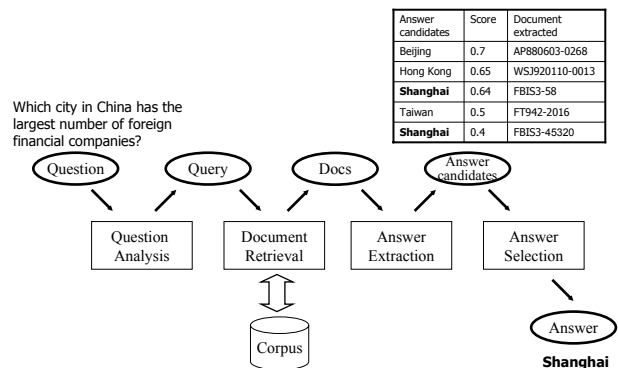 Answer candidates Score Document extracted
Beijing 0.7 AP880603-0268
Hong Kong 0.65 WSJ920110-0013
Shanghai 0.64 FBIS3-58
Taiwan 0.5 FT942-2016
Shanghai 0.4 FBIS3-45320
Which city in China has the
largest number of foreign
financial companies?
Question
Query
Docs
Answer
candidates
Question
Analysis
Document
Retrieval
Answer
Extraction
Answer
Selection
Corpus
Answer
Shanghai